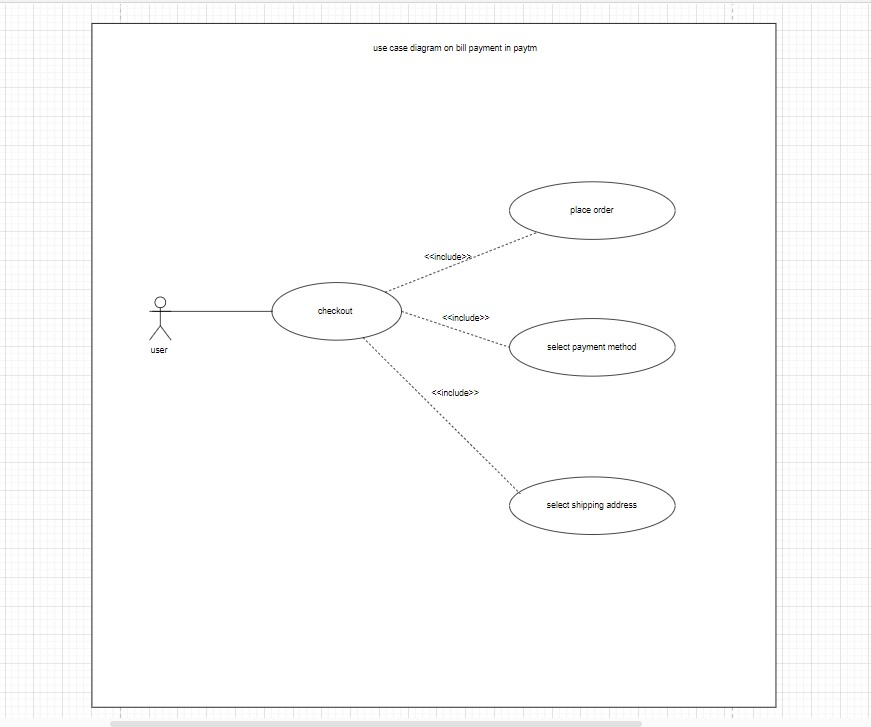 use case diagram on bill payment in paytm
place order
<<include>>
checkout
<<include>>
user
select payment method
<<include>>
select shipping address